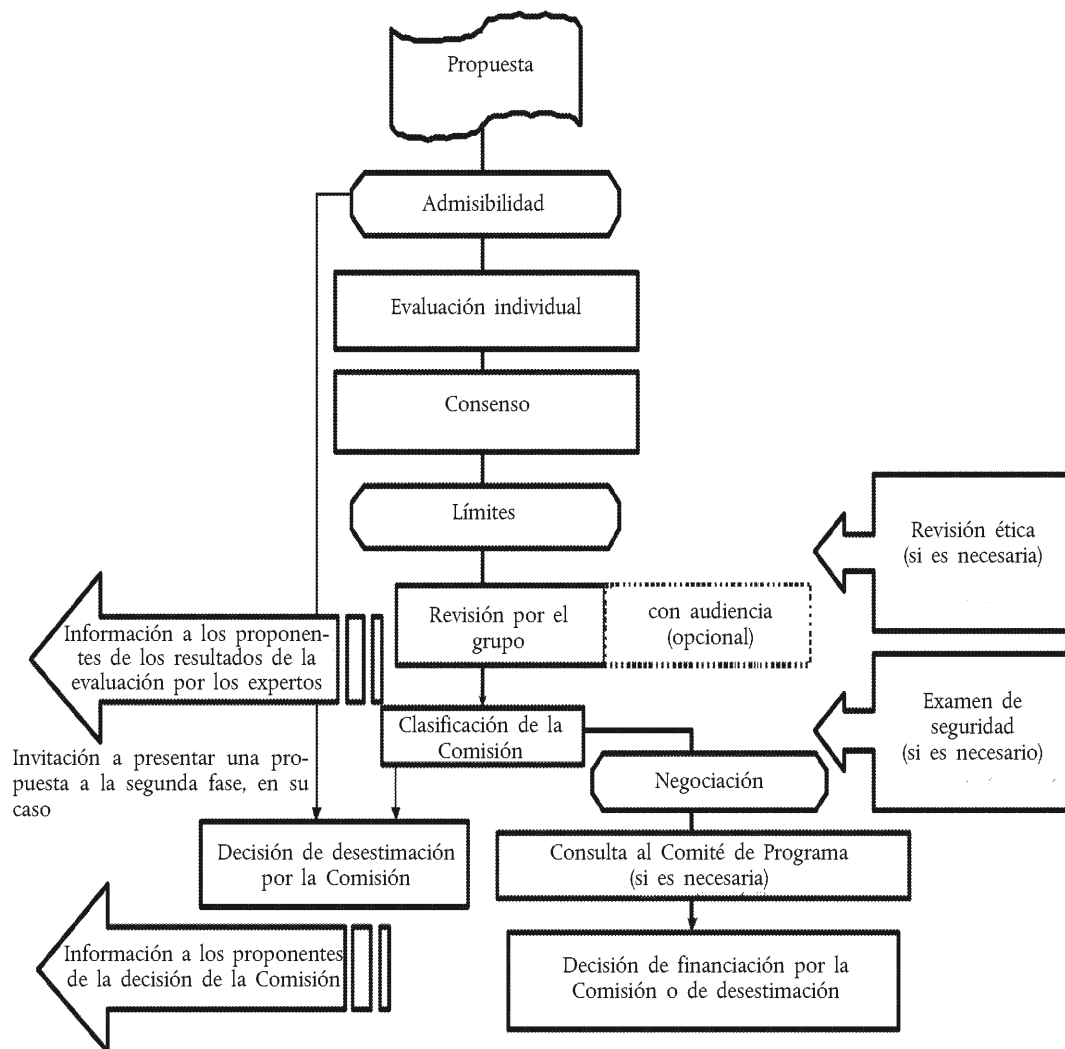 Propuesta
Admisibilidad
Evaluación individual
Consenso
Límites
Revisión ética
(si es necesaria)
Revisión por el
grupo
con audiencia
(opcional)
Información a los proponen-
tes de los resultados de la
evaluación por los expertos
Examen de
seguridad
(si es necesario)
Clasificación de la
Comisión
Invitación a presentar una pro-
puesta a la segunda fase, en su
caso
Negociación
Decisión de desestimación
por la Comisión
Consulta al Comité de Programa
(si es necesaria)
Información a los proponentes
de la decisión de la Comisión
Decisión de financiación por la
Comisión o de desestimación